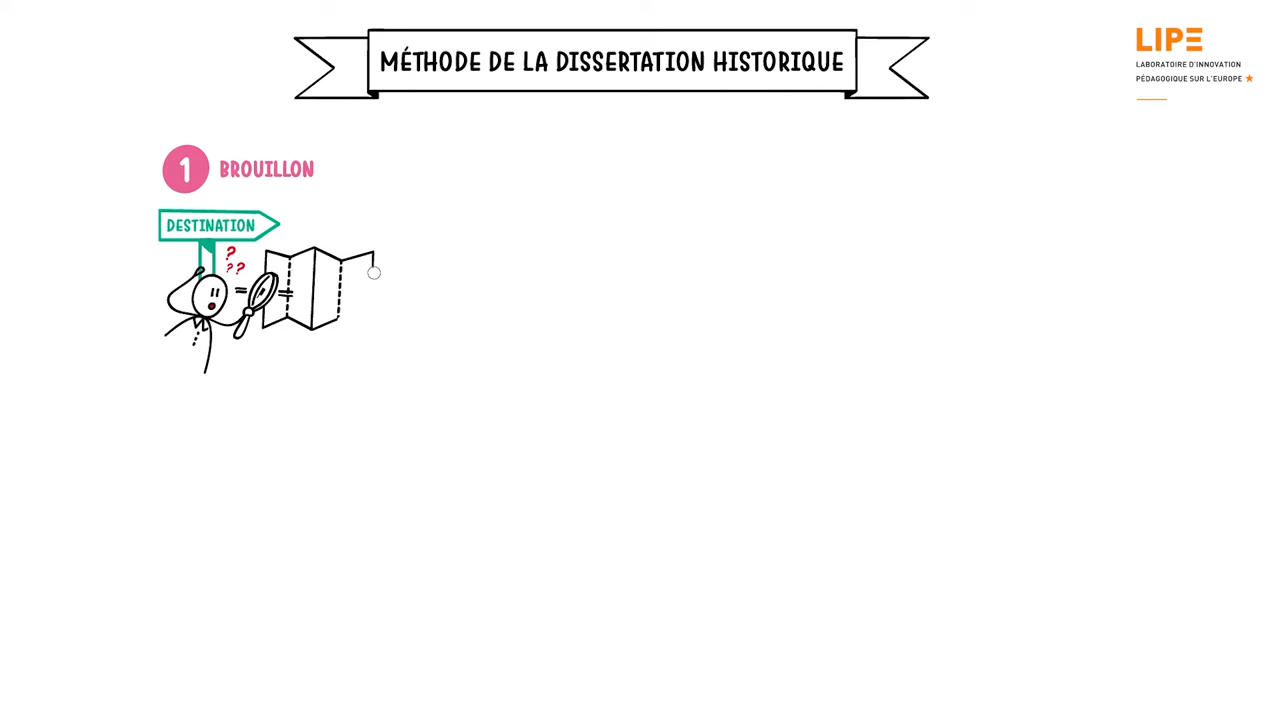 MÉTHODE DE LA DISSERTATION HISTORIQUE
LIPE
LABORATOIRE D'INNOVATION
PÉDAGOGIQUE SUR L'EUROPE
1 BROUILLON
DESTINATION
?
? ?